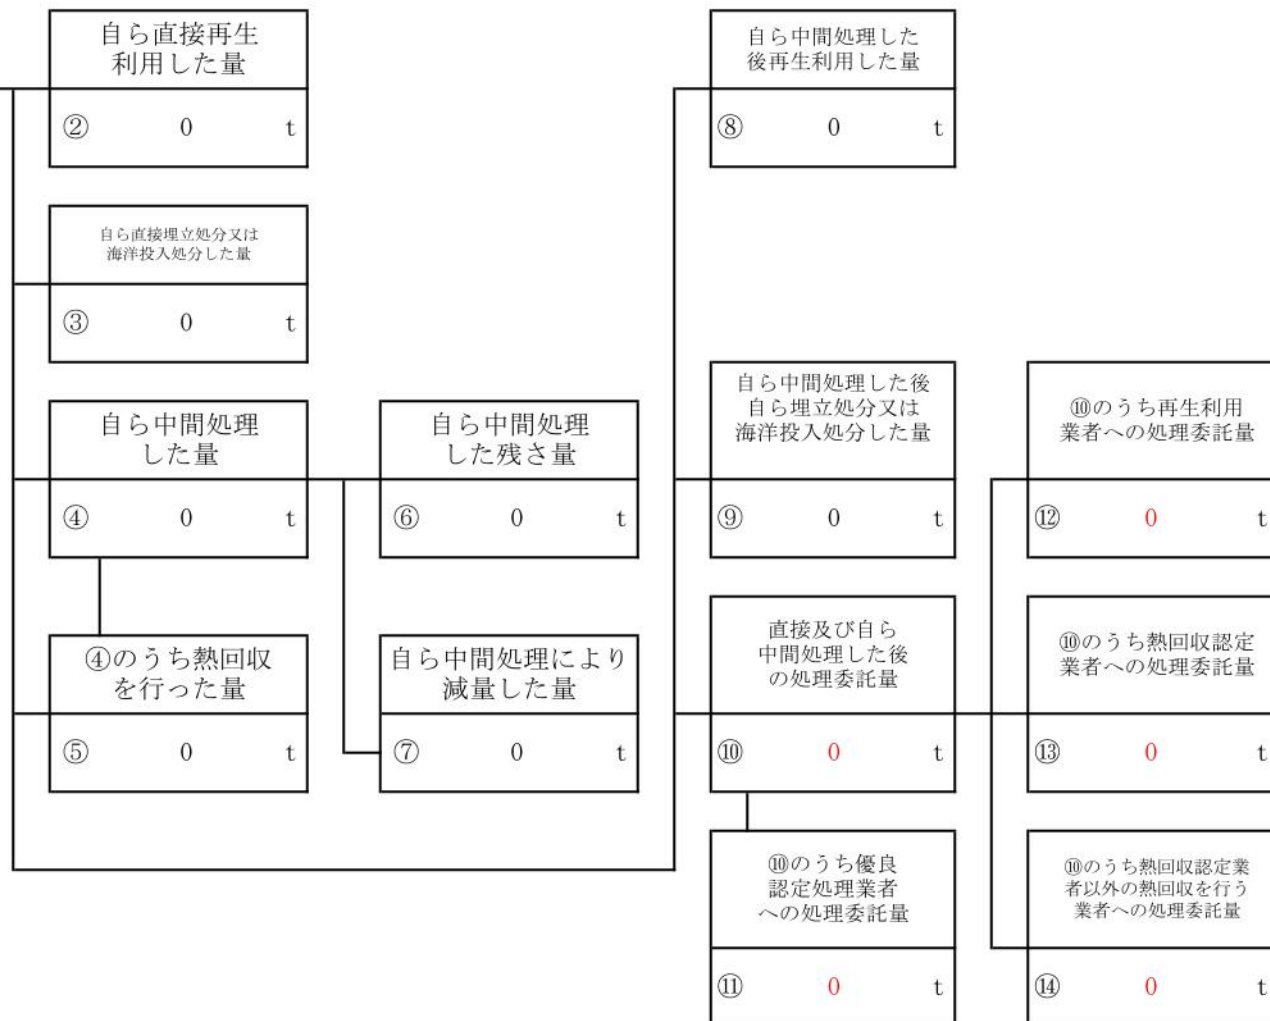 自ら直接再生
利用した量
② 0 t
自ら直接埋立処分又は
海洋投入処分した量
③ 0 t
自ら中間処理
した量
④ 0 t
④のうち熱回収
を行った量
⑤ 0 t
自ら中間処理
した残さ量
⑥ 0 t
自ら中間処理により
減量した量
⑦ 0 t
自ら中間処理した
後再生利用した量
⑧ 0 t
自ら中間処理した後
自ら埋立処分又は
海洋投入処分した量
⑨ 0 t
直接及び自ら
中間処理した後
の処理委託量
⑩ 0 t
⑩のうち優良
認定処理業者
への処理委託量
⑪ 0 t
⑩のうち再生利用
業者への処理委託量
⑫ 0 t
⑩のうち熱回収認定
業者への処理委託量
⑬ 0 t
⑩のうち熱回収認定業
者以外の熱回収を行う
業者への処理委託量
⑭ 0 t